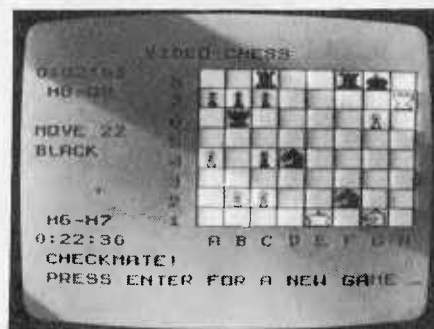 VIDEO CHESS
MOVE 22
BLACK
H6-H7
0:22:36
A B C D E F G H
CHECKMATE!
PRESS ENTER FOR A NEW GAME